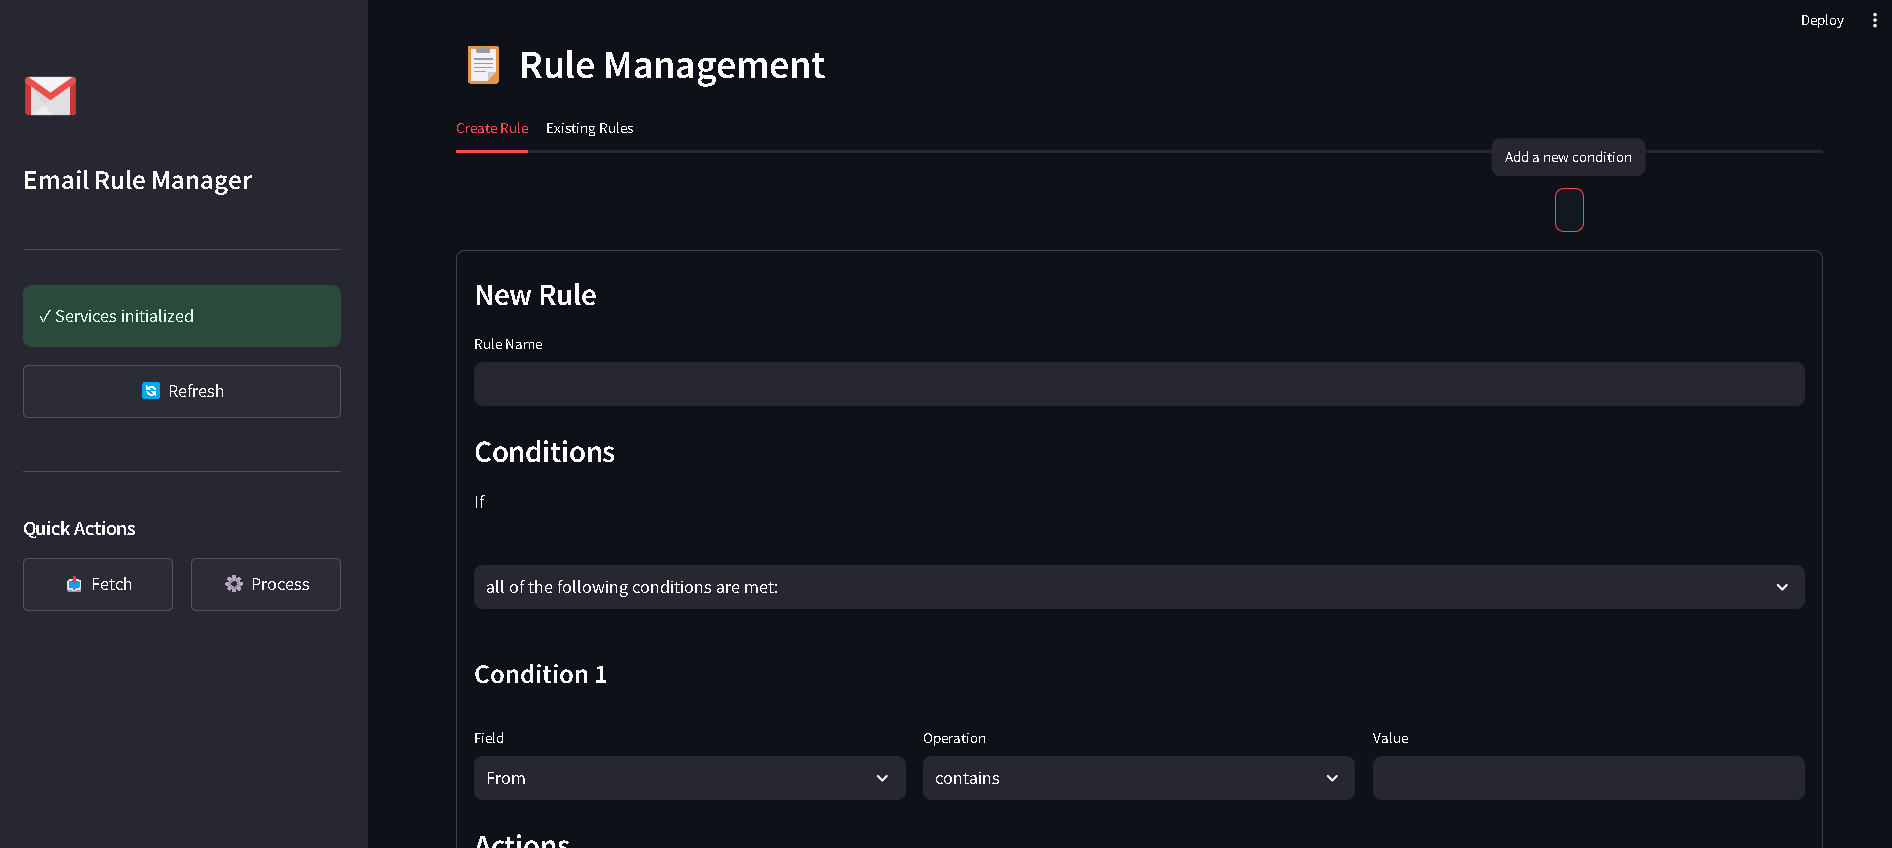 Deploy
Rule Management
Create Rule
Existing Rules
Add a new condition
Email Rule Manager
✓ Services initialized
Refresh
Quick Actions
Fetch
Process
New Rule
Rule Name
Conditions
If
all of the following conditions are met:
Condition 1
Field
Operation
Value
From
contains
Actions